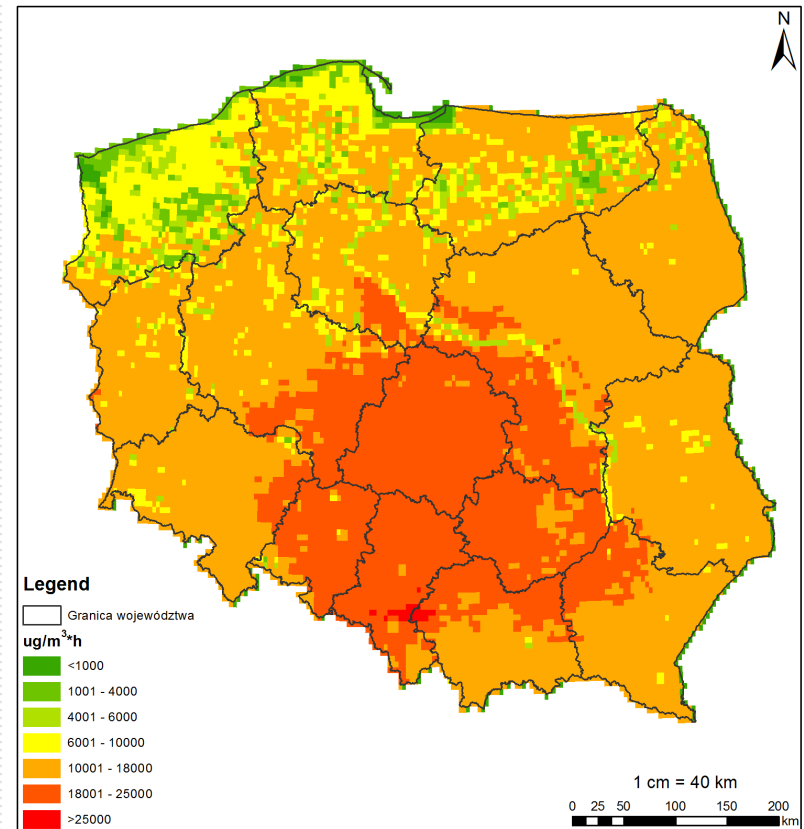 N
Legend
Granica województwa
ug/m³*h
<1000
1001 - 4000
4001 - 6000
6001 - 10000
10001 - 18000
18001 - 25000
>25000
1 cm = 40 km
0 25 50 100 150 200
km